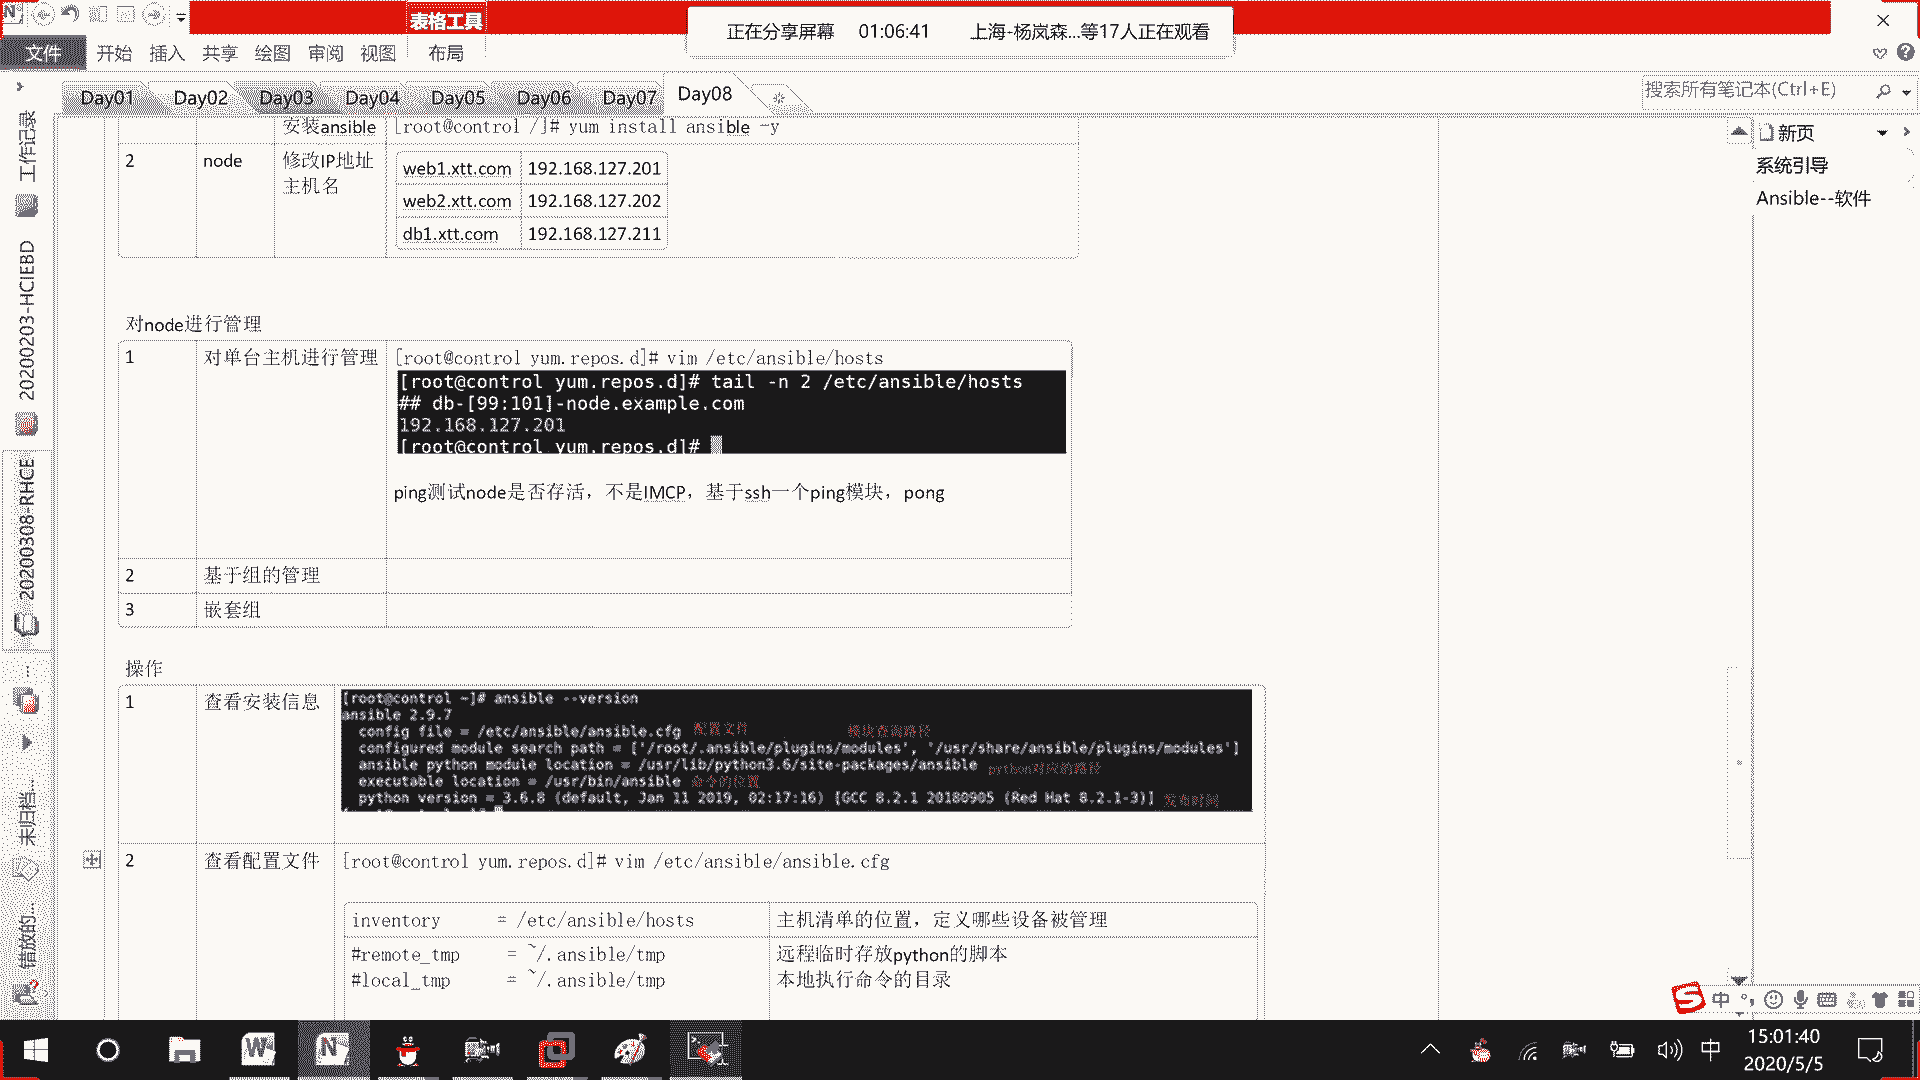 表格工具
正在分享屏幕 01:06:41 上海-杨岚森...等17人正在观看
文件 开始 插入 共享 绘图 审阅 视图 布局
Day01 Day02 Day03 Day04 Day05 Day06 Day07 Day08
搜索所有笔记本(Ctrl+E)
工作记录
20200203-HCIEBD
20200308-RHCE
未归档...
错放的...
新页
系统引导
Ansible--软件
安装ansible [root@control /]# yum install ansible -y
2 node 修改IP地址
主机名
web1.xtt.com 192.168.127.201
web2.xtt.com 192.168.127.202
db1.xtt.com 192.168.127.211
对node进行管理
1 对单台主机进行管理 [root@control yum.repos.d]# vim /etc/ansible/hosts
[root@control yum.repos.d]# tail -n 2 /etc/ansible/hosts
## db-[99:101]-node.example.com
192.168.127.201
[root@control yum.repos.d]#
ping测试node是否存活，不是IMCP，基于ssh一个ping模块，pong
2 基于组的管理
3 嵌套组
操作
1 查看安装信息
[root@control ~]# ansible --version
ansible 2.9.7
config file = /etc/ansible/ansible.cfg 配置文件 模块查询路径
configured module search path = ['/root/.ansible/plugins/modules', '/usr/share/ansible/plugins/modules']
ansible python module location = /usr/lib/python3.6/site-packages/ansible python对应的路径
executable location = /usr/bin/ansible 命令的位置
python version = 3.6.8 (default, Jan 11 2019, 02:17:16) [GCC 8.2.1 20180905 (Red Hat 8.2.1-3)] 发布时间
2 查看配置文件 [root@control yum.repos.d]# vim /etc/ansible/ansible.cfg
inventory = /etc/ansible/hosts 主机清单的位置，定义哪些设备被管理
#remote_tmp = ~/.ansible/tmp 远程临时存放python的脚本
#local_tmp = ~/.ansible/tmp 本地执行命令的目录
中
中 15:01:40
2020/5/5